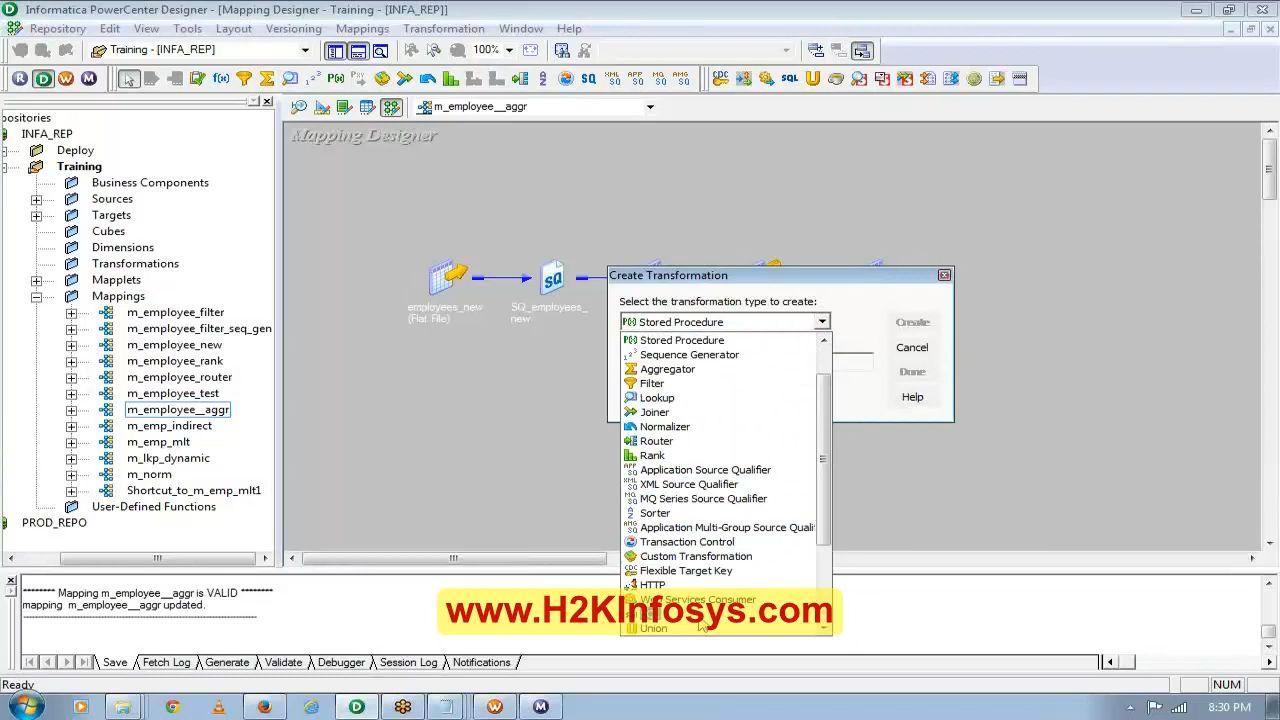 Informatica PowerCenter Designer - [Mapping Designer - Training - [INFA_REP]]
Repository Edit View Tools Layout Versioning Mappings Transformation Window Help
Training - [INFA_REP]
100%
m_employee__aggr
epositories
INFA_REP
Deploy
Training
Business Components
Sources
Targets
Cubes
Dimensions
Transformations
Mapplets
Mappings
m_employee_filter
m_employee_filter_seq_gen
m_employee_new
m_employee_rank
m_employee_router
m_employee_test
m_employee__aggr
m_emp_indirect
m_emp_mlt
m_lkp_dynamic
m_norm
Shortcut_to_m_emp_mlt1
User-Defined Functions
PROD_REPO
Mapping Designer
employees_new
(Flat File)
SQ_employees_
new
Create Transformation
Select the transformation type to create:
Stored Procedure
Create
Cancel
Done
Help
Stored Procedure
Sequence Generator
Aggregator
Filter
Lookup
Joiner
Normalizer
Router
Rank
Application Source Qualifier
XML Source Qualifier
MQ Series Source Qualifier
Sorter
Application Multi-Group Source Quali
Transaction Control
Custom Transformation
Flexible Target Key
HTTP
Web Services Consumer
Union
www.H2KInfosys.com
******** Mapping m_employee__aggr is VALID ********
mapping m_employee__aggr updated.
Save Fetch Log Generate Validate Debugger Session Log Notifications
Ready
NUM
8:30 PM